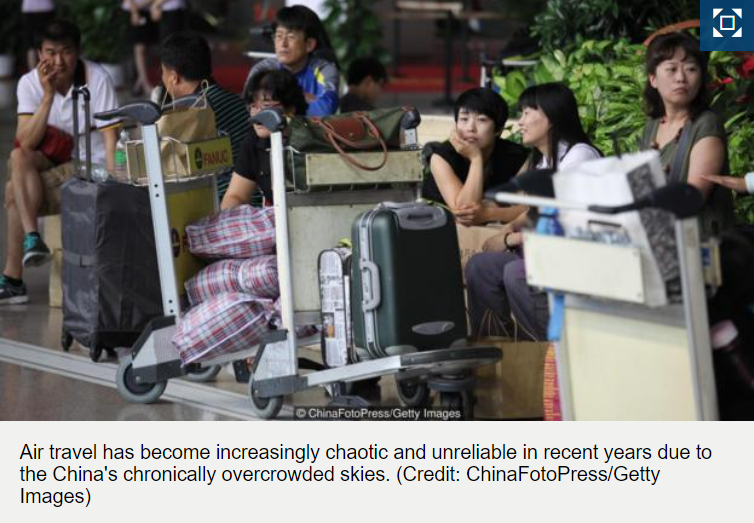 FANUC
© ChinaFotoPress/Getty Images
Air travel has become increasingly chaotic and unreliable in recent years due to
the China's chronically overcrowded skies. (Credit: ChinaFotoPress/Getty
Images)